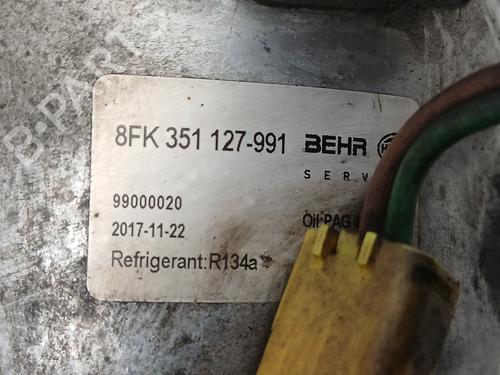 8FK 351 127-991 BEHR
SERV
99000020
2017-11-22
Oil:PAG
Refrigerant:R134a
B-PARTS